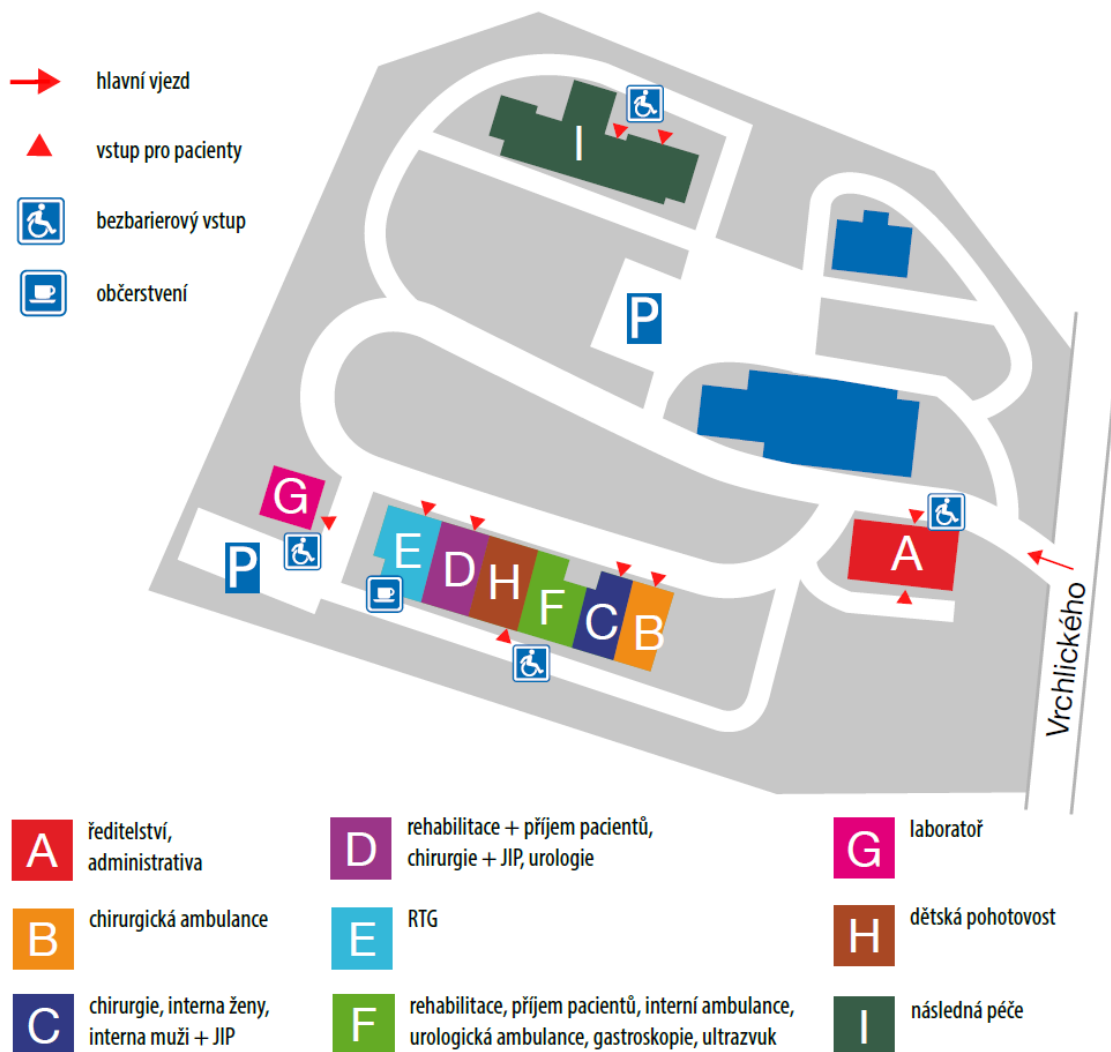 hlavní vjezd
vstup pro pacienty
bezbarierový vstup
občerstvení
I
P
G
P
E
D
H
F
C
B
A
Vrchlického
A
ředitelství,
administrativa
B
chirurgická ambulance
C
chirurgie, interna ženy,
interna muži + JIP
D
rehabilitace + příjem pacientů,
chirurgie + JIP, urologie
E
RTG
F
rehabilitace, příjem pacientů, interní ambulance,
urologická ambulance, gastroskopie, ultrazvuk
G
laboratoř
H
dětská pohotovost
I
následná péče